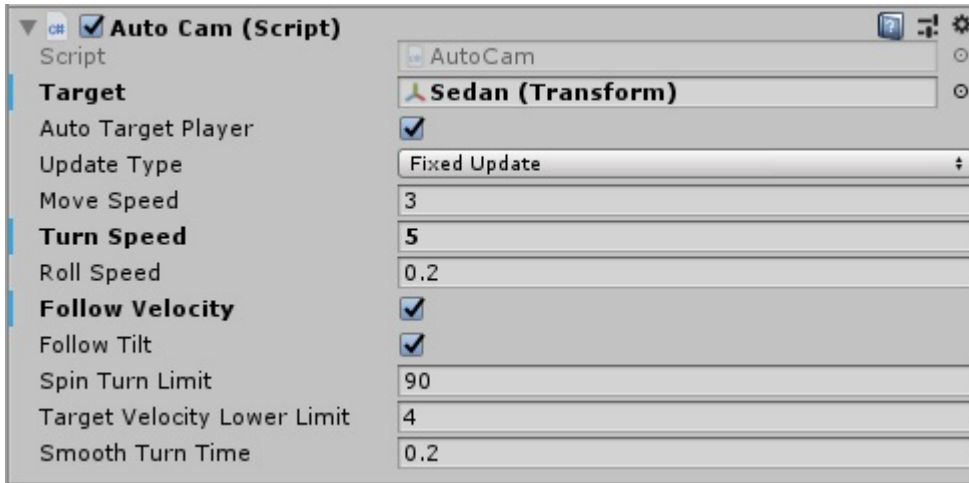 Auto Cam (Script)
Script AutoCam
Target Sedan (Transform)
Auto Target Player
Update Type Fixed Update
Move Speed 3
Turn Speed 5
Roll Speed 0.2
Follow Velocity
Follow Tilt
Spin Turn Limit 90
Target Velocity Lower Limit 4
Smooth Turn Time 0.2